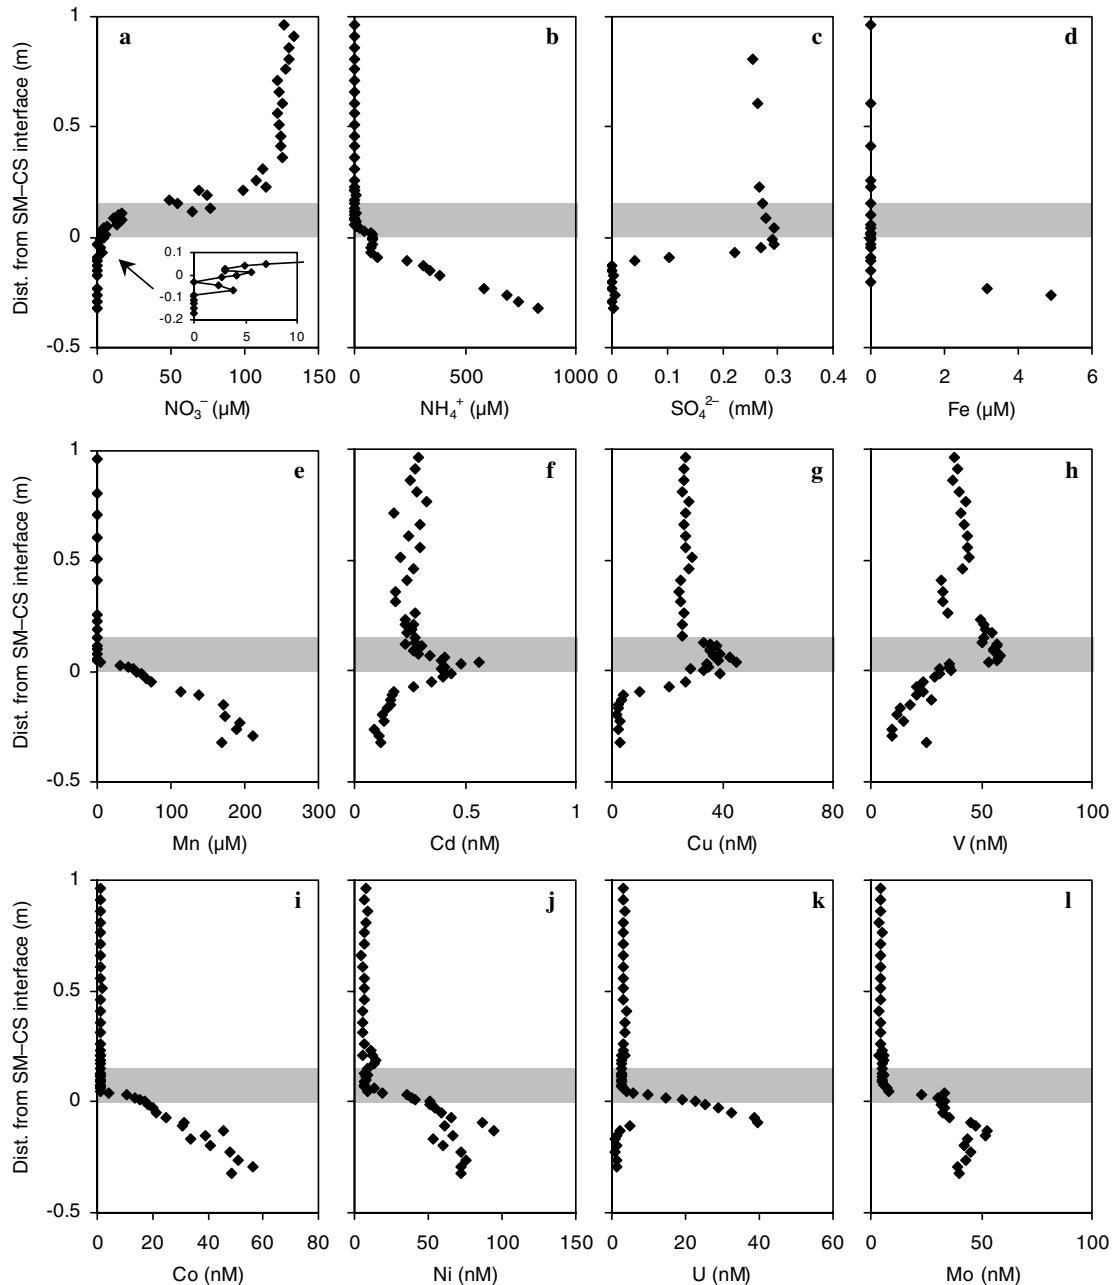 a
b
c
d
Dist. from SM–CS interface (m)
1
0.5
0
-0.5
0.1
0
-0.1
-0.2
0 5 10
0 50 100 150
0 500 1000
0 0.1 0.2 0.3 0.4
0 2 4 6
NO₃⁻ (µM)
NH₄⁺ (µM)
SO₄²⁻ (mM)
Fe (µM)
e
f
g
h
Dist. from SM–CS interface (m)
1
0.5
0
-0.5
0 100 200 300
0 0.5 1
0 40 80
0 50 100
Mn (µM)
Cd (nM)
Cu (nM)
V (nM)
i
j
k
l
Dist. from SM–CS interface (m)
1
0.5
0
-0.5
0 20 40 60 80
0 50 100 150
0 20 40 60
0 50 100
Co (nM)
Ni (nM)
U (nM)
Mo (nM)